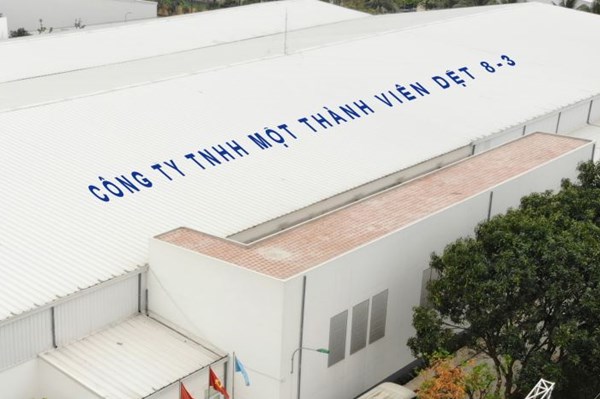 CÔNG TY TNHH MỘT THÀNH VIÊN DỆT 8-3